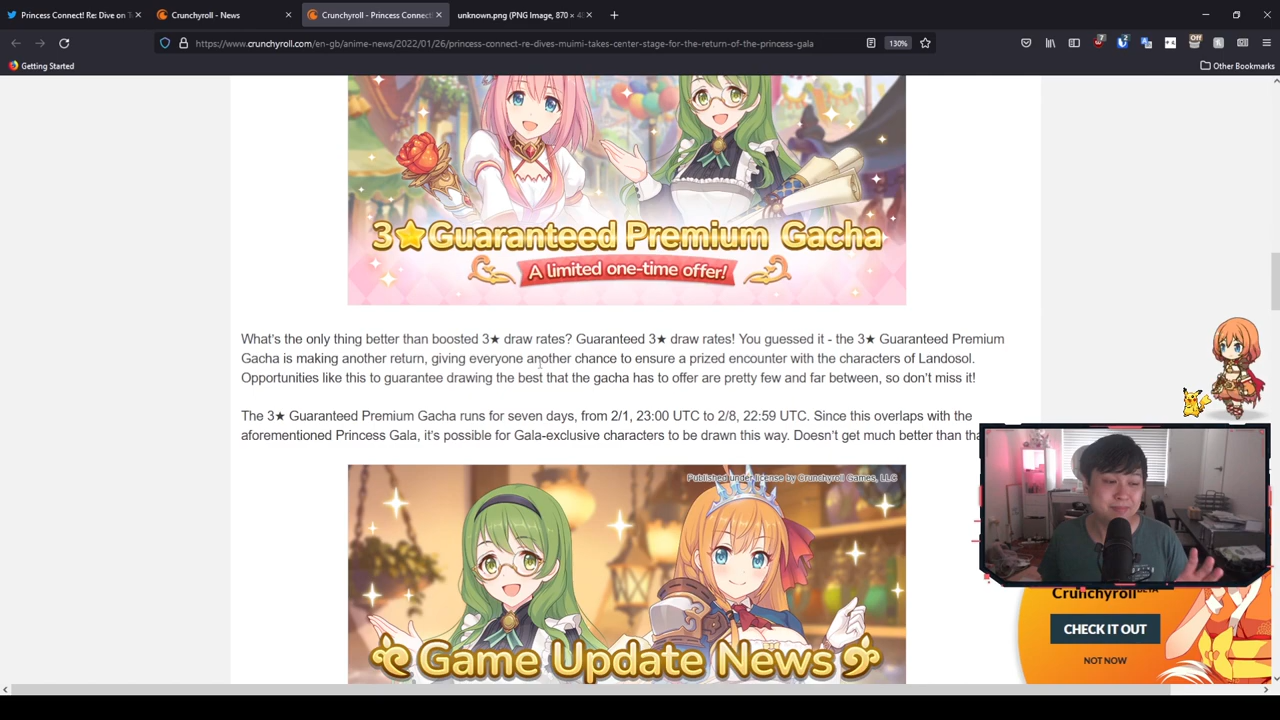 Princess Connect! Re: Dive on T
Crunchyroll - News
Crunchyroll - Princess Connect!
unknown.png (PNG Image, 870 × 4
https://www.crunchyroll.com/en-gb/anime-news/2022/01/26/princess-connect-re-dives-muimi-takes-center-stage-for-the-return-of-the-princess-gala
130%
Off
7
2
Getting Started
Other Bookmarks
3★Guaranteed Premium Gacha
A limited one-time offer!
What's the only thing better than boosted 3★ draw rates? Guaranteed 3★ draw rates! You guessed it - the 3★ Guaranteed Premium
Gacha is making another return, giving everyone another chance to ensure a prized encounter with the characters of Landosol.
Opportunities like this to guarantee drawing the best that the gacha has to offer are pretty few and far between, so don't miss it!
The 3★ Guaranteed Premium Gacha runs for seven days, from 2/1, 23:00 UTC to 2/8, 22:59 UTC. Since this overlaps with the
aforementioned Princess Gala, it's possible for Gala-exclusive characters to be drawn this way. Doesn't get much better than tha
Published under license by Crunchyroll Games, LLC
Game Update News
Crunchyroll BETA
CHECK IT OUT
NOT NOW